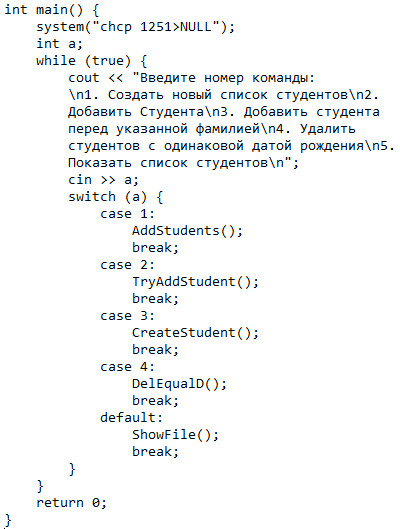 int main() {
    system("chcp 1251>NULL");
    int a;
    while (true) {
        cout << "Введите номер команды:
        \n1. Создать новый список студентов\n2.
        Добавить Студента\n3. Добавить студента
        перед указанной фамилией\n4. Удалить
        студентов с одинаковой датой рождения\n5.
        Показать список студентов\n";
        cin >> a;
        switch (a) {
            case 1:
                AddStudents();
                break;
            case 2:
                TryAddStudent();
                break;
            case 3:
                CreateStudent();
                break;
            case 4:
                DelEqualD();
                break;
            default:
                ShowFile();
                break;
        }
    }
    return 0;
}